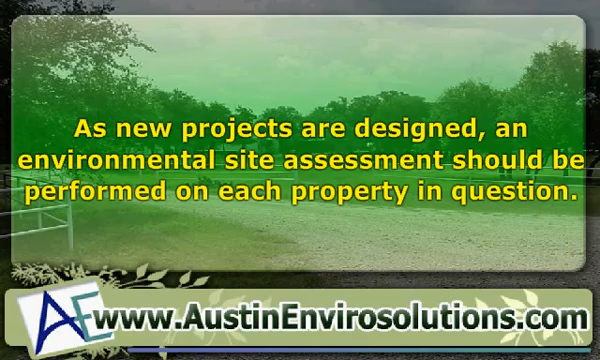 As new projects are designed, an
environmental site assessment should be
performed on each property in question.
AE www.AustinEnvirosolutions.com